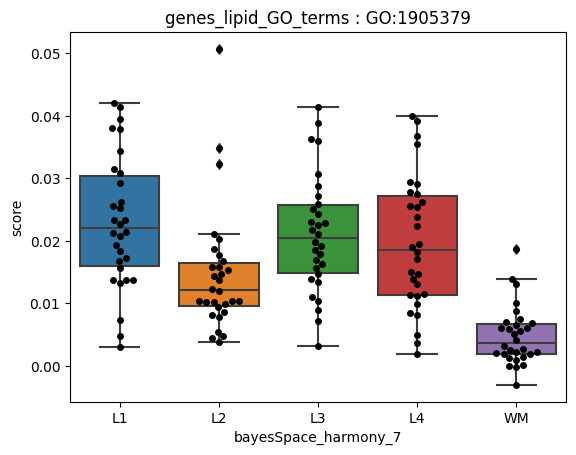 genes_lipid_GO_terms : GO:1905379
0.05
0.04
0.03
0.02
0.01
0.00
score
L1 L2 L3 L4 WM
bayesSpace_harmony_7